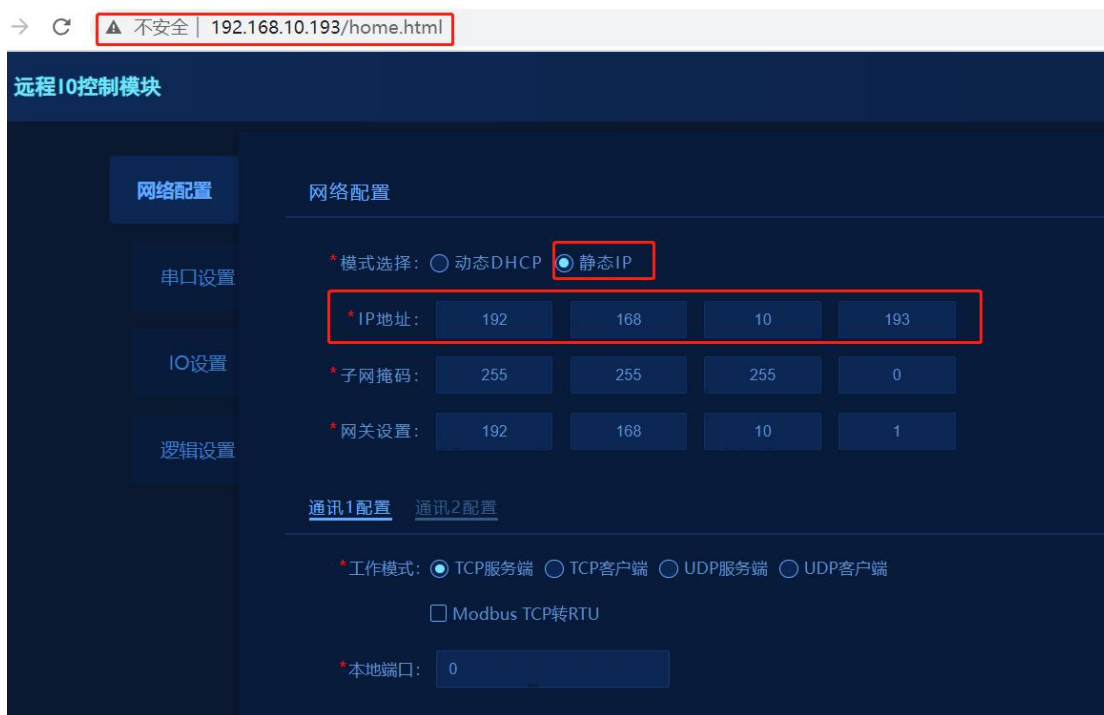 不安全 | 192.168.10.193/home.html
远程IO控制模块
网络配置
串口设置
IO设置
逻辑设置
网络配置
*模式选择: 动态DHCP 静态IP
*IP地址: 192 168 10 193
*子网掩码: 255 255 255 0
*网关设置: 192 168 10 1
通讯1配置 通讯2配置
*工作模式: TCP服务端 TCP客户端 UDP服务端 UDP客户端
Modbus TCP转RTU
*本地端口: 0